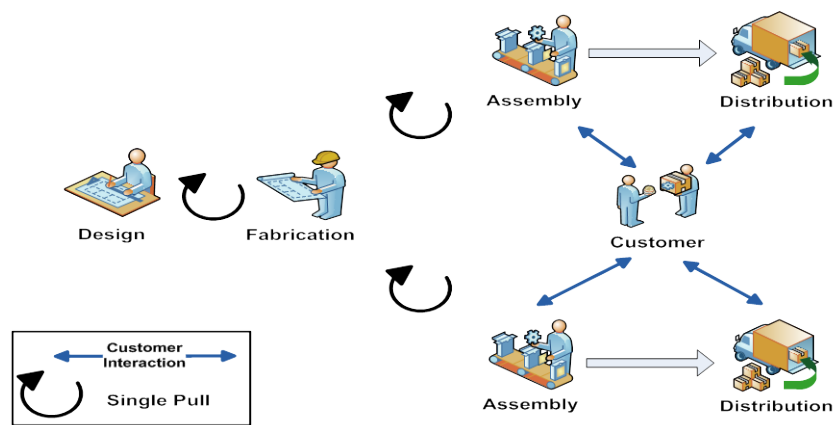 Assembly
Distribution
Design
Fabrication
Customer
Customer
Interaction
Single Pull
Assembly
Distribution